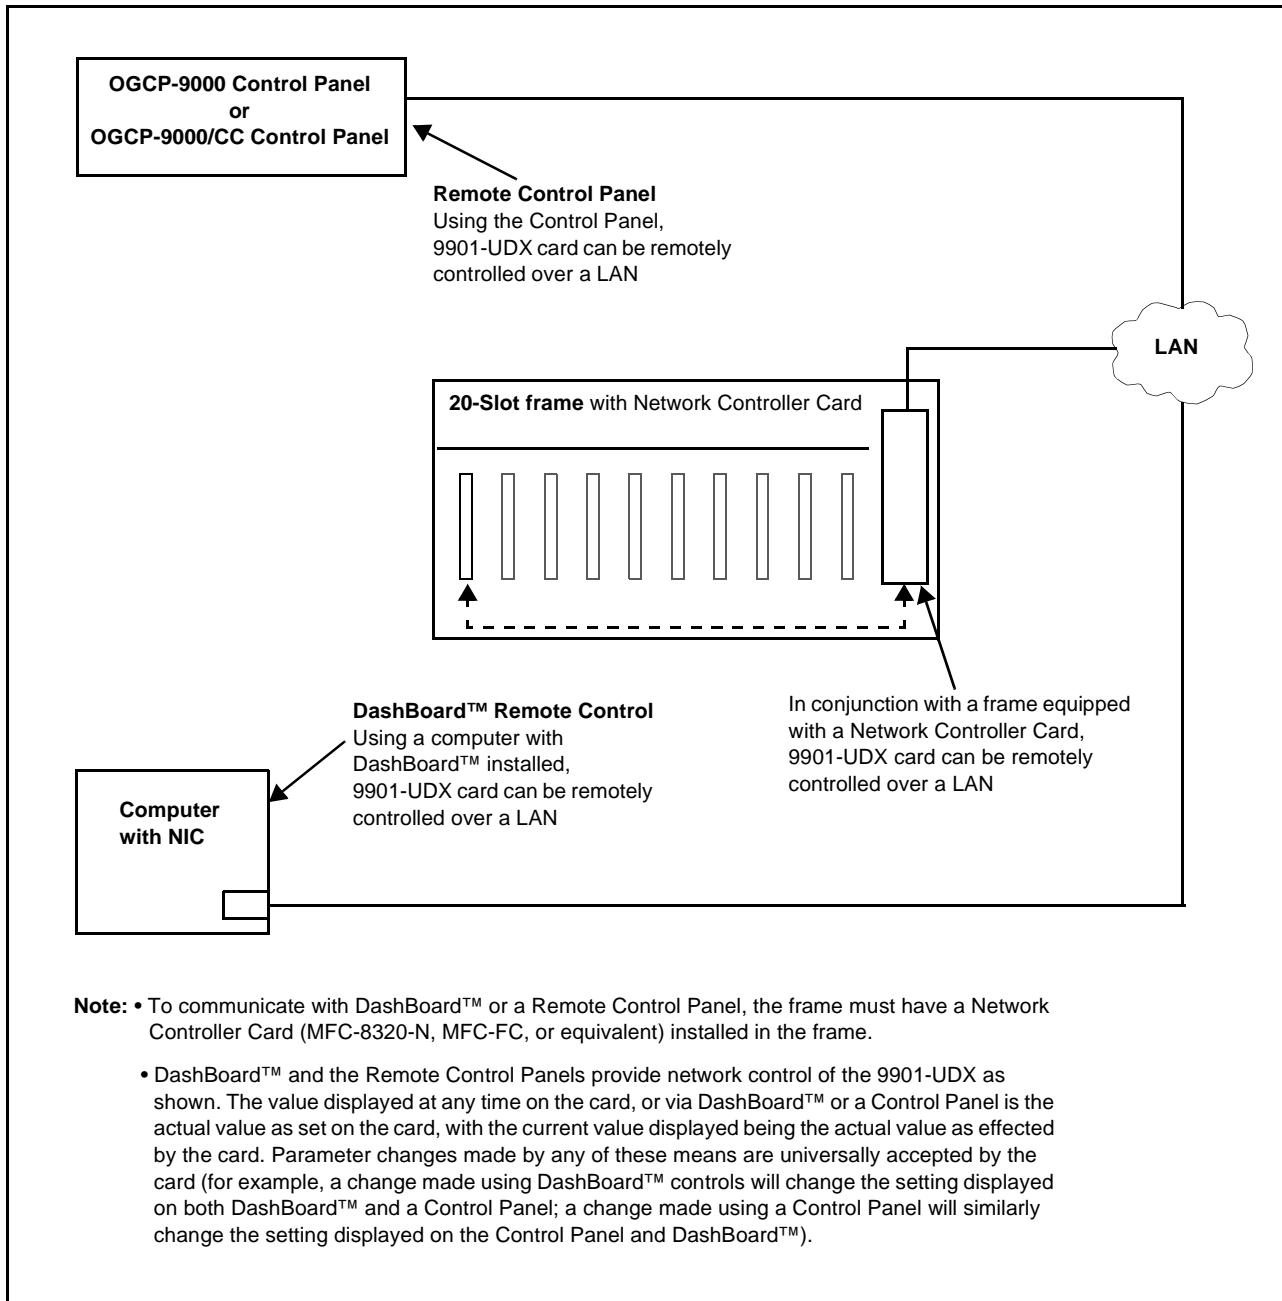 OGCP-9000 Control Panel
or
OGCP-9000/CC Control Panel
Remote Control Panel
Using the Control Panel,
9901-UDX card can be remotely
controlled over a LAN
LAN
20-Slot frame with Network Controller Card
In conjunction with a frame equipped
with a Network Controller Card,
9901-UDX card can be remotely
controlled over a LAN
DashBoard™ Remote Control
Using a computer with
DashBoard™ installed,
9901-UDX card can be remotely
controlled over a LAN
Computer
with NIC
Note: • To communicate with DashBoard™ or a Remote Control Panel, the frame must have a Network
Controller Card (MFC-8320-N, MFC-FC, or equivalent) installed in the frame.
• DashBoard™ and the Remote Control Panels provide network control of the 9901-UDX as
shown. The value displayed at any time on the card, or via DashBoard™ or a Control Panel is the
actual value as set on the card, with the current value displayed being the actual value as effected
by the card. Parameter changes made by any of these means are universally accepted by the
card (for example, a change made using DashBoard™ controls will change the setting displayed
on both DashBoard™ and a Control Panel; a change made using a Control Panel will similarly
change the setting displayed on the Control Panel and DashBoard™).